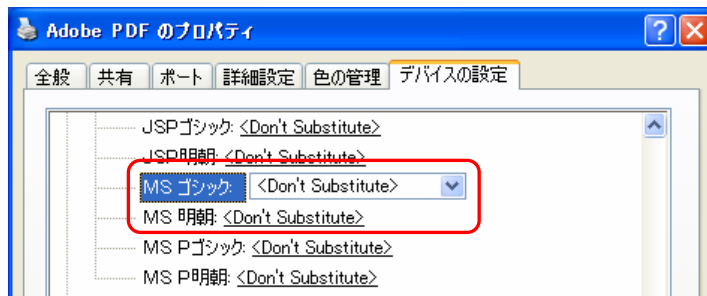 Adobe PDF のプロパティ
全般 共有 ポート 詳細設定 色の管理 デバイスの設定
JSPゴシック: <Don't Substitute>
JSP明朝: <Don't Substitute>
MS ゴシック: <Don't Substitute>
MS 明朝: <Don't Substitute>
MS Pゴシック: <Don't Substitute>
MS P明朝: <Don't Substitute>